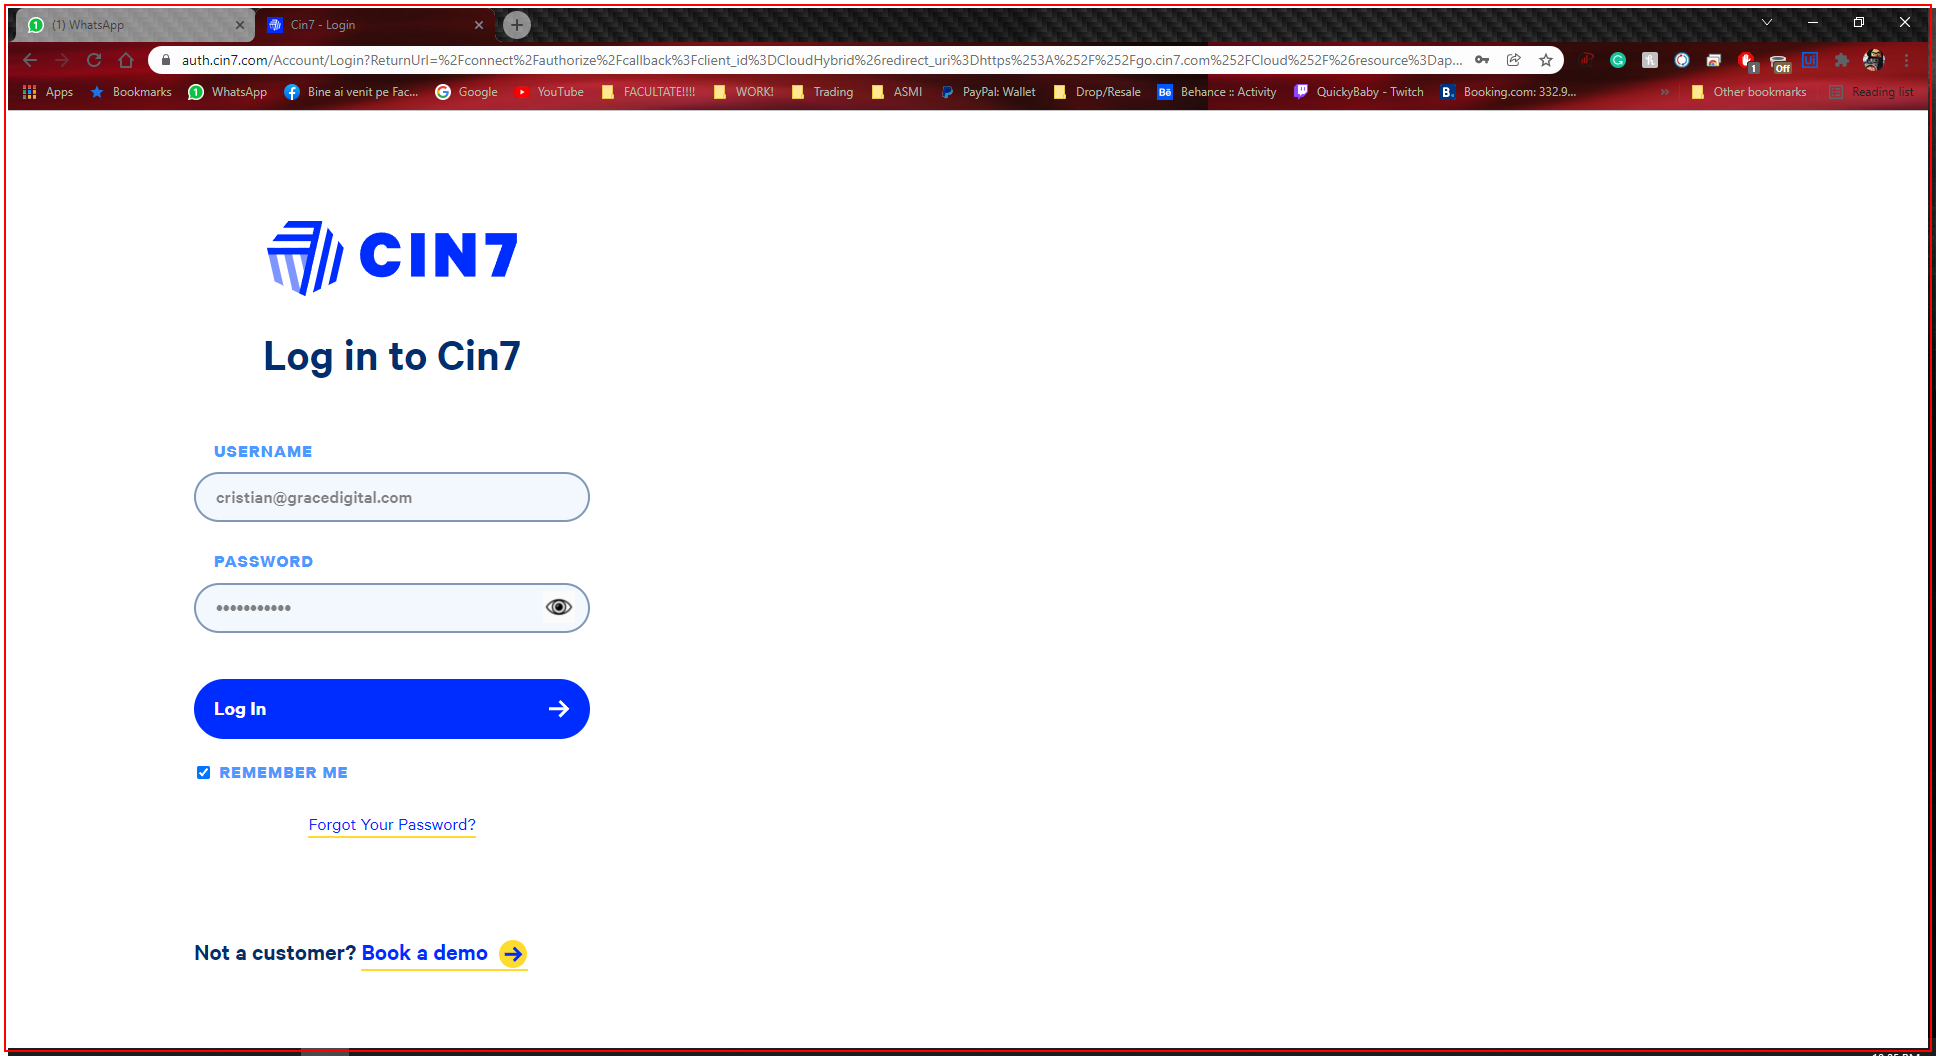 (1) WhatsApp
Cin7 - Login
auth.cin7.com/Account/Login?ReturnUrl=%2Fconnect%2Fauthorize%2Fcallback%3Fclient_id%3DCloudHybrid%26redirect_uri%3Dhttps%253A%252F%252Fgo.cin7.com%252FCloud%252F%26resource%3Dap...
1
Off
Apps
Bookmarks
WhatsApp
Bine ai venit pe Fac...
Google
YouTube
FACULTATE!!!!
WORK!
Trading
ASMI
PayPal: Wallet
Drop/Resale
Behance :: Activity
QuickyBaby - Twitch
Booking.com: 332.9...
»
Other bookmarks
Reading list
CIN7
Log in to Cin7
USERNAME
cristian@gracedigital.com
PASSWORD
•••••••••••
Log In
REMEMBER ME
Forgot Your Password?
Not a customer? Book a demo